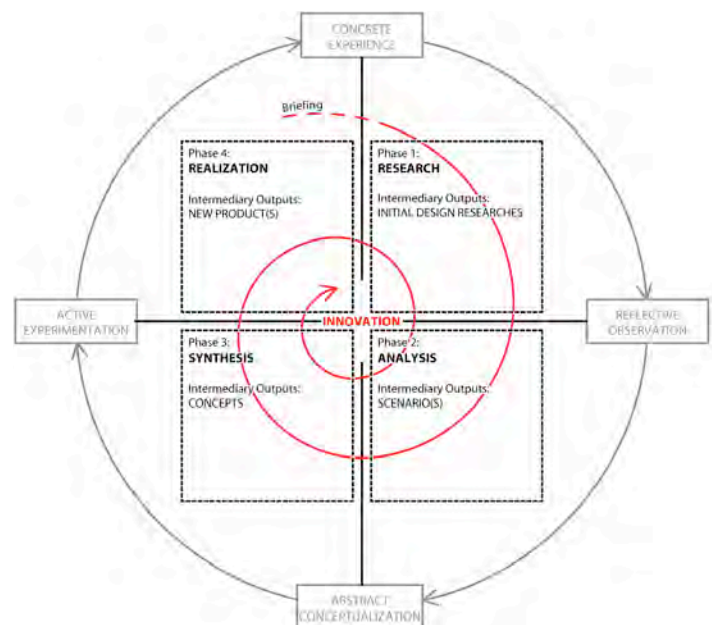 CONCRETE
EXPERIENCE
Briefing
Phase 4:
REALIZATION
Intermediary Outputs:
NEW PRODUCT(S)
Phase 1:
RESEARCH
Intermediary Outputs:
INITIAL DESIGN RESEARCHES
ACTIVE
EXPERIMENTATION
INNOVATION
REFLECTIVE
OBSERVATION
Phase 3:
SYNTHESIS
Intermediary Outputs:
CONCEPTS
Phase 2:
ANALYSIS
Intermediary Outputs:
SCENARIO(S)
ABSTRACT
CONCEPTUALIZATION